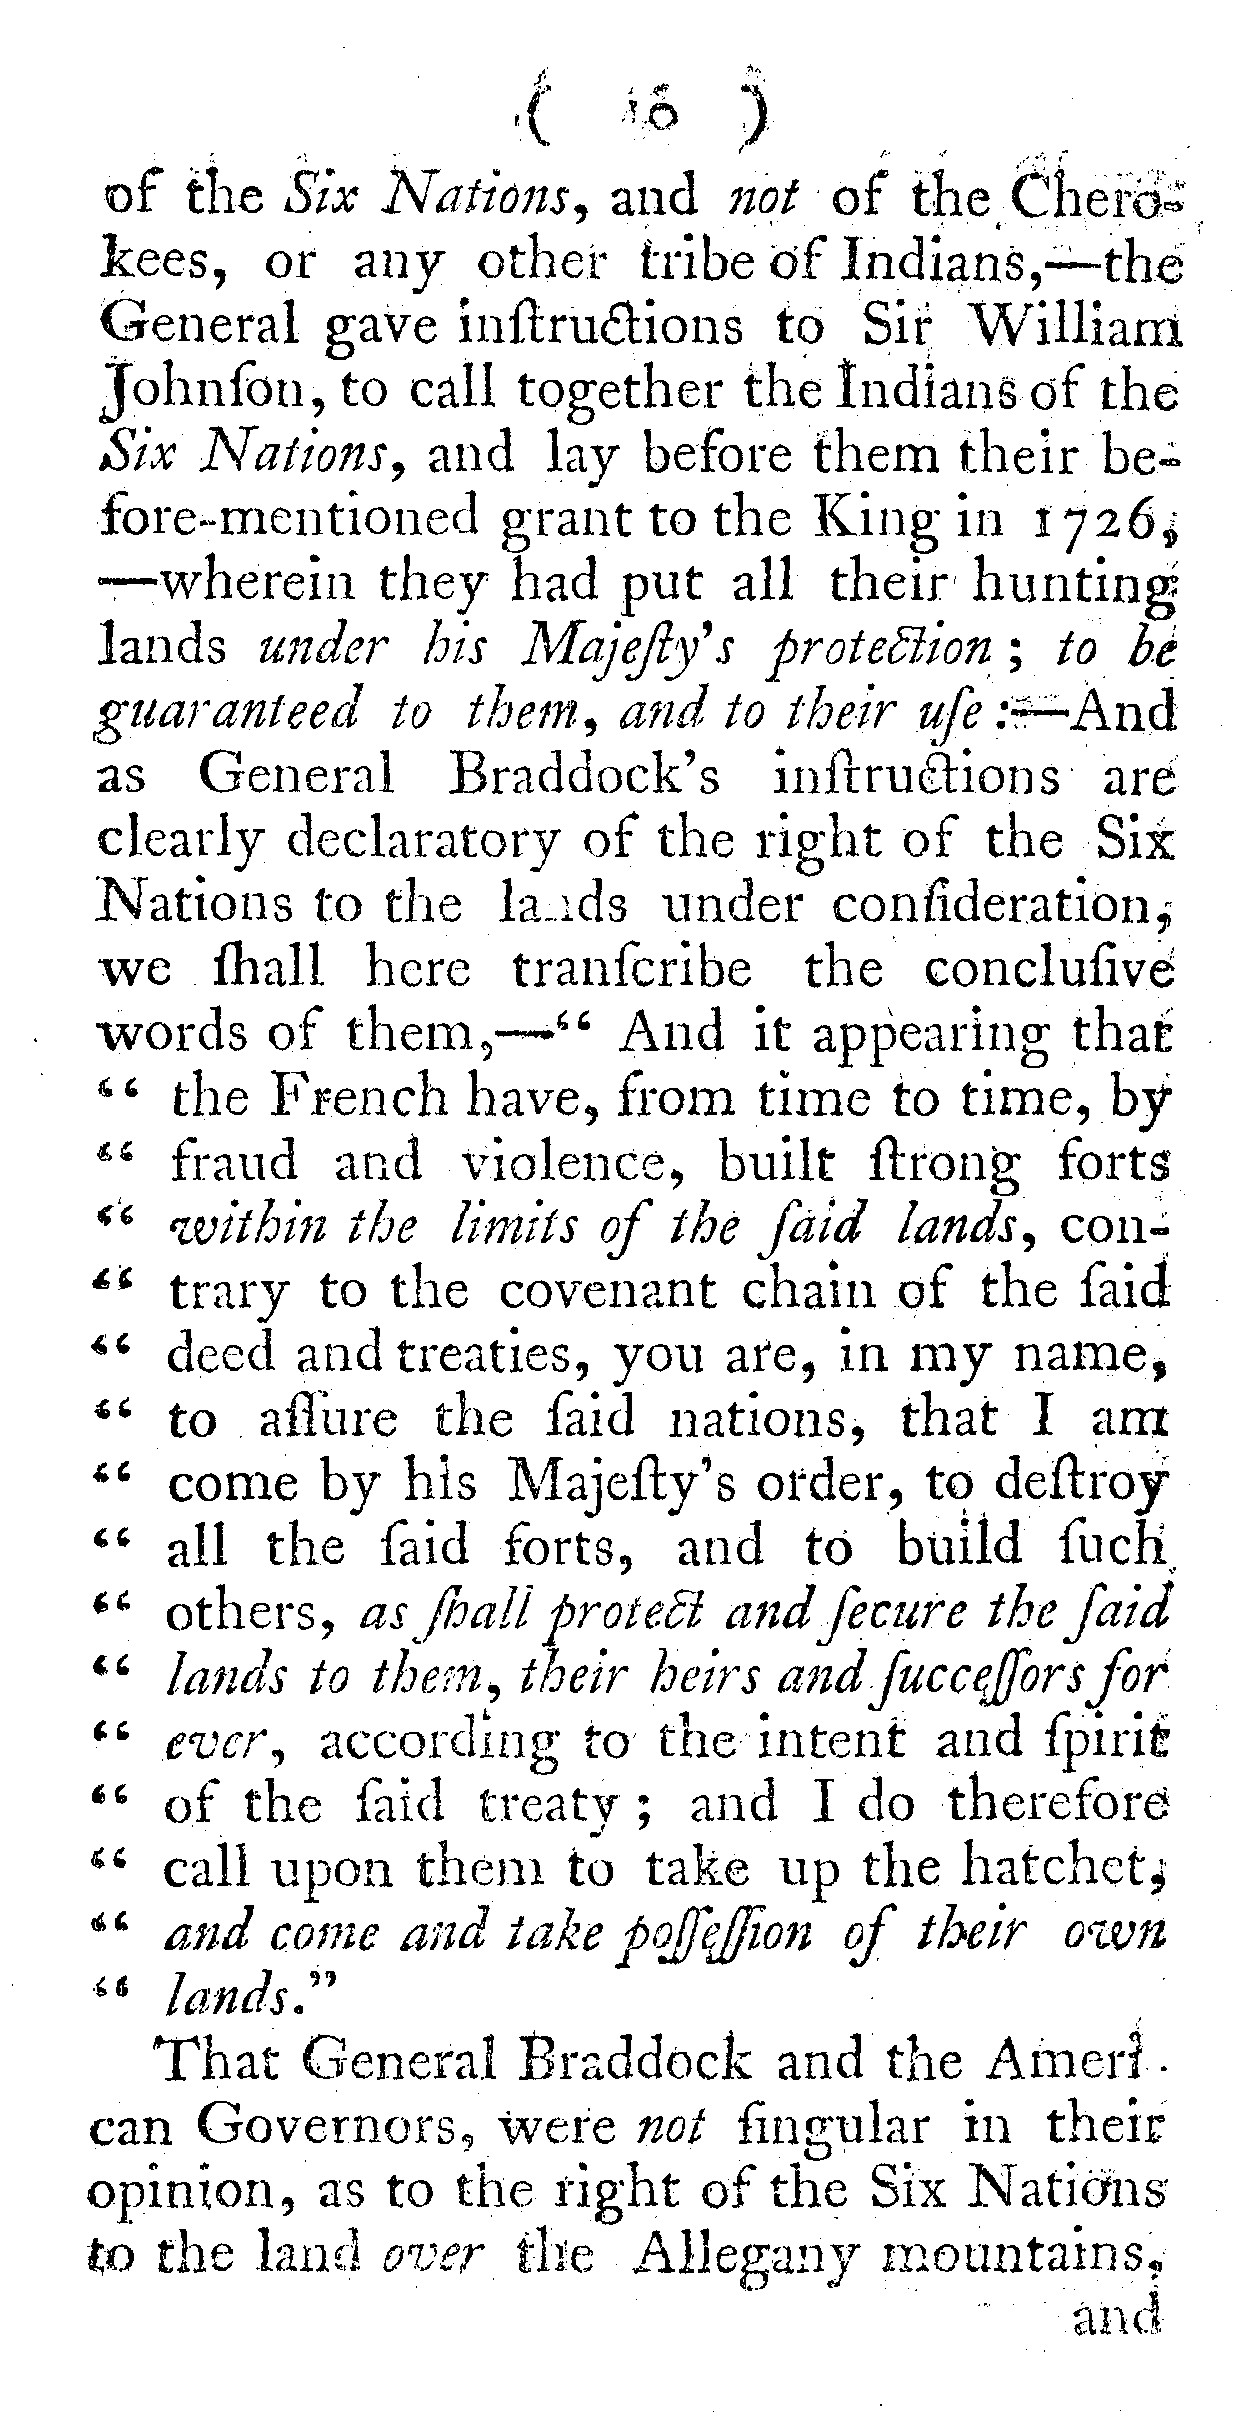 ( 16 )
of the Six Nations, and not of the Chero-
kees, or any other tribe of Indians,—the
General gave inſtructions to Sir William
Johnſon, to call together the Indians of the
Six Nations, and lay before them their be-
fore-mentioned grant to the King in 1726,
—wherein they had put all their hunting
lands under his Majeſty's protection; to be
guaranteed to them, and to their uſe:—And
as General Braddock's inſtructions are
clearly declaratory of the right of the Six
Nations to the lands under conſideration,
we ſhall here tranſcribe the concluſive
words of them,—“ And it appearing that
“ the French have, from time to time, by
“ fraud and violence, built ſtrong forts
“ within the limits of the ſaid lands, con-
“ trary to the covenant chain of the ſaid
“ deed and treaties, you are, in my name,
“ to aſſure the ſaid nations, that I am
“ come by his Majeſty's order, to deſtroy
“ all the ſaid forts, and to build ſuch
“ others, as ſhall protect and ſecure the ſaid
“ lands to them, their heirs and ſucceſſors for
“ ever, according to the intent and ſpirit
“ of the ſaid treaty; and I do therefore
“ call upon them to take up the hatchet,
“ and come and take poſſeſſion of their own
“ lands.”
That General Braddock and the Ameri-
can Governors, were not ſingular in their
opinion, as to the right of the Six Nations
to the land over the Allegany mountains,
and